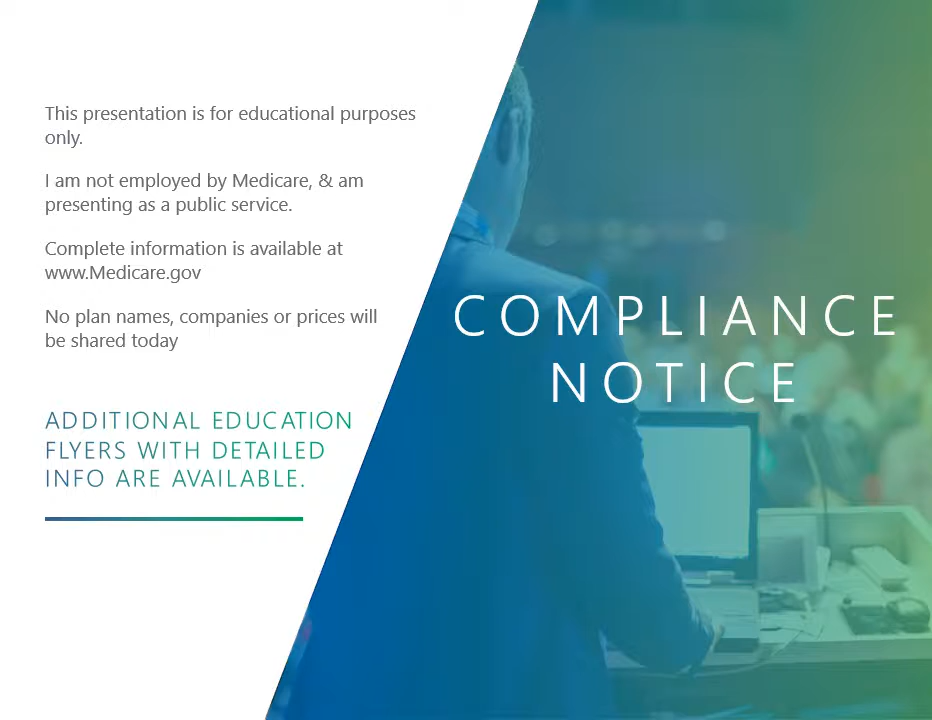 This presentation is for educational purposes
only.
I am not employed by Medicare, & am
presenting as a public service.
Complete information is available at
www.Medicare.gov
No plan names, companies or prices will
be shared today
ADDITIONAL EDUCATION
FLYERS WITH DETAILED
INFO ARE AVAILABLE.
COMPLIANCE
NOTICE